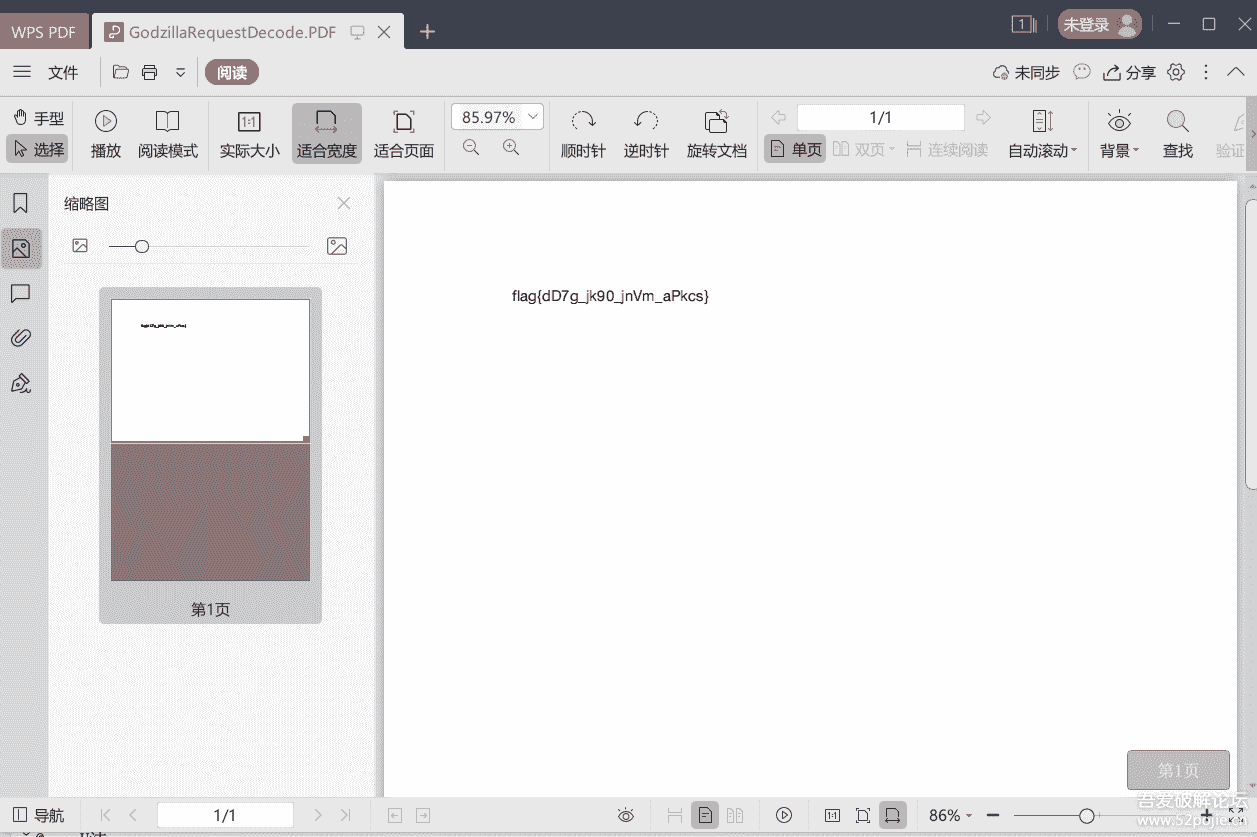 WPS PDF GodzillaRequestDecode.PDF 1 未登录
文件 阅读 未同步 分享
手型 85.97% 1/1
选择 播放 阅读模式 1:1 实际大小 适合宽度 适合页面 顺时针 逆时针 旋转文档 单页 双页 连续阅读 自动滚动 背景 查找 验证
缩略图
flag{dD7g_jk90_jnVm_aPkcs}
第1页
第1页
导航 1/1 1:1 86%
吾爱破解论坛
www.52pojie.cn